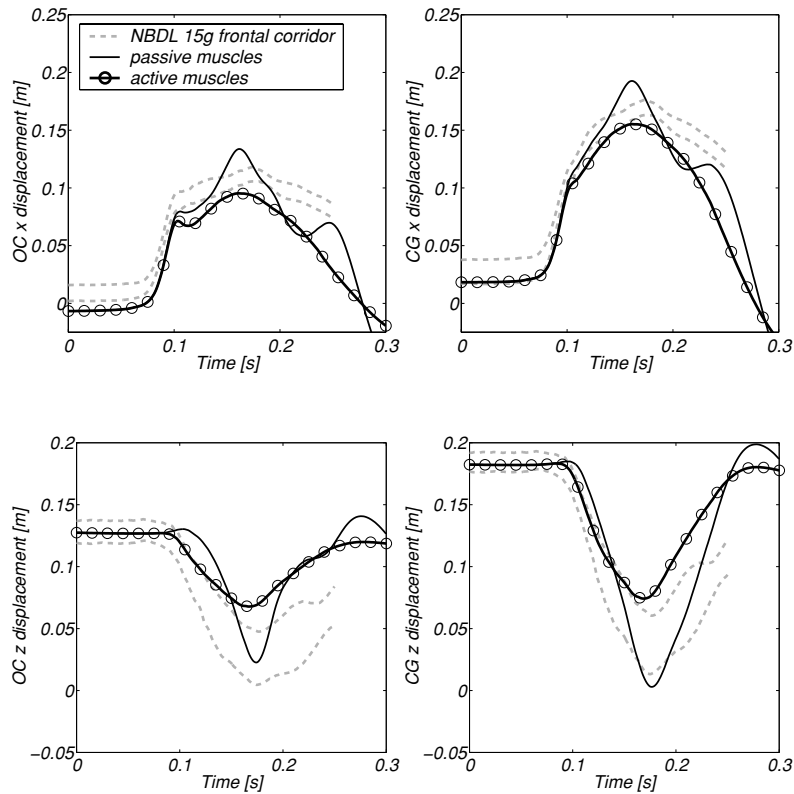 0.25
0.2
0.15
0.1
0.05
0
OC x displacement [m]
NBDL 15g frontal corridor
passive muscles
active muscles
0 0.1 0.2 0.3
Time [s]
0.25
0.2
0.15
0.1
0.05
0
CG x displacement [m]
0 0.1 0.2 0.3
Time [s]
0.2
0.15
0.1
0.05
0
−0.05
OC z displacement [m]
0 0.1 0.2 0.3
Time [s]
0.2
0.15
0.1
0.05
0
−0.05
CG z displacement [m]
0 0.1 0.2 0.3
Time [s]